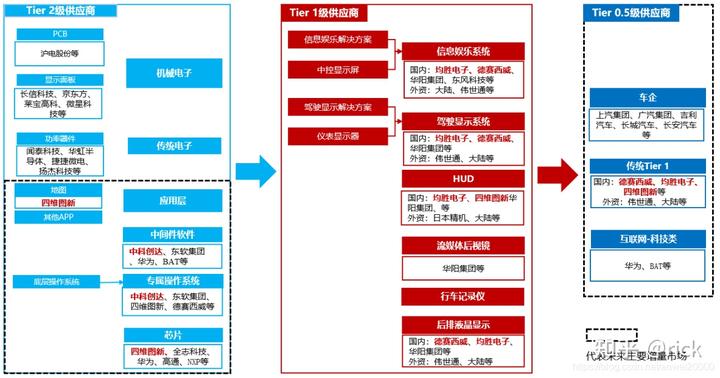 Tier 2级供应商
PCB
沪电股份等
显示面板
长信科技、京东方、
莱宝高科、微星科
技等
功率器件
闻泰科技、华虹半
导体、捷捷微电、
扬杰科技等
机械电子
传统电子
地图
四维图新
其他APP
应用层
中间件软件
中科创达、东软集团
、华为、BAT等
底层操作系统
专属操作系统
中科创达、东软集团、
四维图新、德赛西威等
芯片
四维图新、全志科技、
华为、高通、NXP等
Tier 1级供应商
信息娱乐解决方案
中控显示屏
信息娱乐系统
国内：均胜电子、德赛西威、
华阳集团、东风科技等
外资：大陆、伟世通等
驾驶显示解决方案
仪表显示器
驾驶显示系统
国内：均胜电子、德赛西威、
华阳集团等
外资：伟世通、大陆等
HUD
国内：均胜电子、四维图新华
阳集团、等
外资：日本精机、大陆等
流媒体后视镜
华阳集团等
行车记录仪
后排液晶显示
国内：德赛西威、均胜电子、
华阳集团等
外资：伟世通、大陆等
Tier 0.5级供应商
车企
上汽集团、广汽集团、吉利
汽车、长城汽车、长安汽车
等
传统Tier 1
国内：德赛西威、均胜电子、
四维图新等
外资：伟世通、大陆等
互联网-科技类
华为、BAT等
代表未来主要增量市场
知乎 @rick